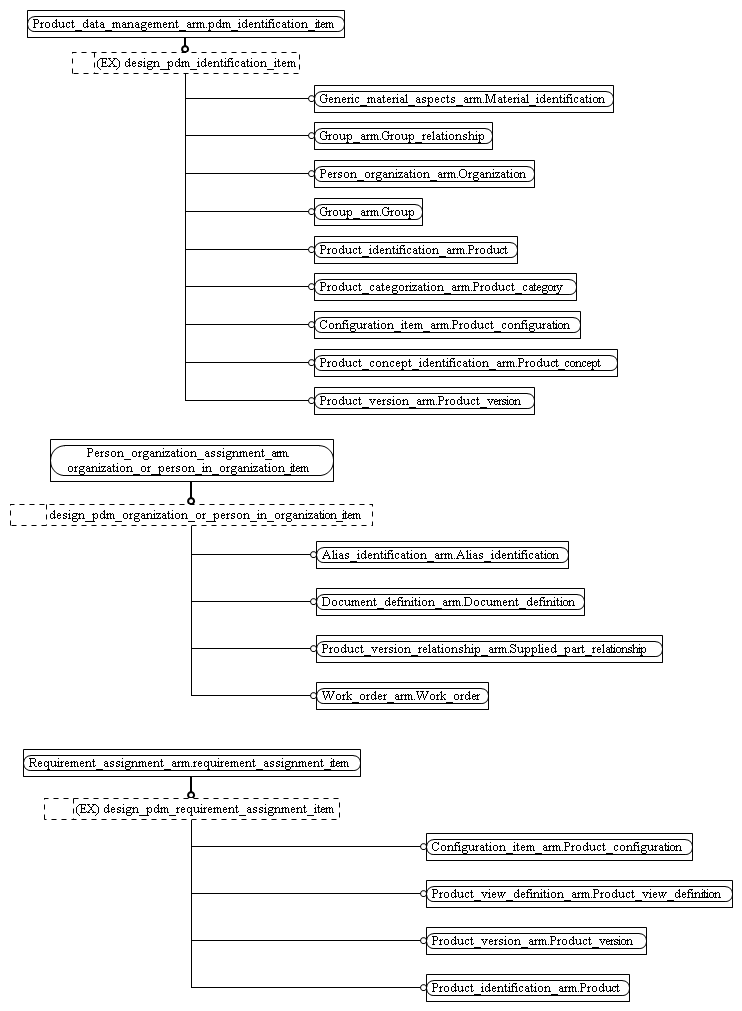 Product_data_management_arm.pdm_identification_item
(EX) design_pdm_identification_item
Generic_material_aspects_arm.Material_identification
Group_arm.Group_relationship
Person_organization_arm.Organization
Group_arm.Group
Product_identification_arm.Product
Product_categorization_arm.Product_category
Configuration_item_arm.Product_configuration
Product_concept_identification_arm.Product_concept
Product_version_arm.Product_version
Person_organization_assignment_arm.
organization_or_person_in_organization_item
design_pdm_organization_or_person_in_organization_item
Alias_identification_arm.Alias_identification
Document_definition_arm.Document_definition
Product_version_relationship_arm.Supplied_part_relationship
Work_order_arm.Work_order
Requirement_assignment_arm.requirement_assignment_item
(EX) design_pdm_requirement_assignment_item
Configuration_item_arm.Product_configuration
Product_view_definition_arm.Product_view_definition
Product_version_arm.Product_version
Product_identification_arm.Product